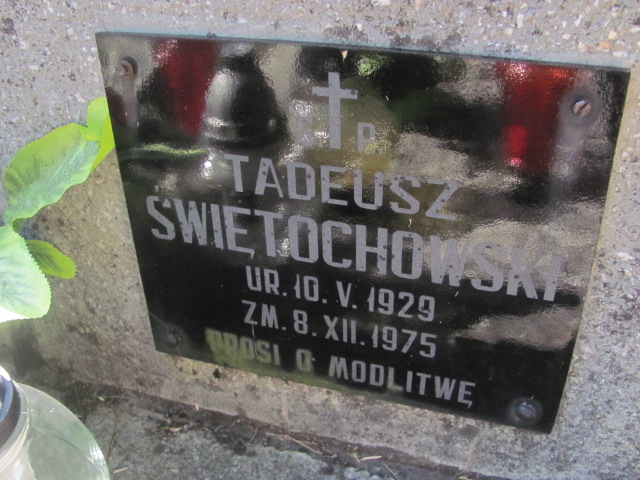 Ś P
TADEUSZ
ŚWIĘTOCHOWSKI
UR. 10. V. 1929
ZM. 8. XII. 1975
PROSI O MODLITWĘ